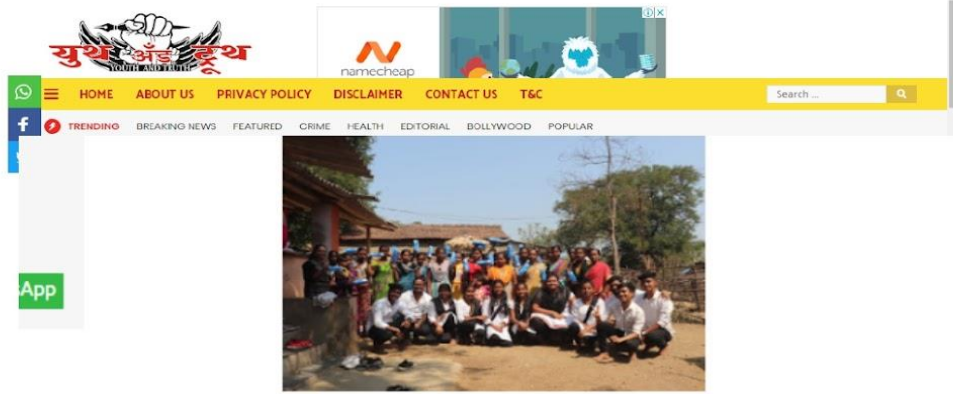 युथ अँड ट्रूथ
YOUTH AND TRUTH
namecheap
HOME ABOUT US PRIVACY POLICY DISCLAIMER CONTACT US T&C
Search ...
TRENDING BREAKING NEWS FEATURED CRIME HEALTH EDITORIAL BOLLYWOOD POPULAR
App